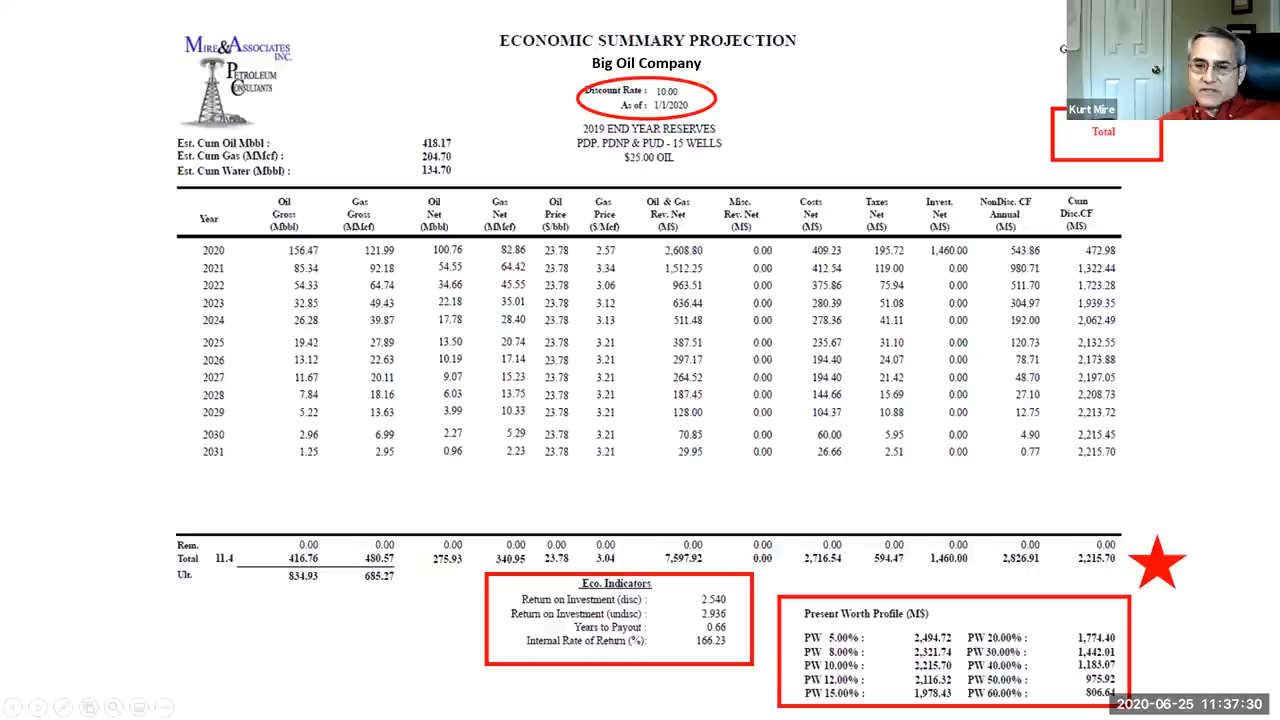 MIRE & ASSOCIATES INC.
PETROLEUM CONSULTANTS
ECONOMIC SUMMARY PROJECTION
Big Oil Company
Discount Rate : 10.00
As of : 1/1/2020
2019 END YEAR RESERVES
PDP, PDNP & PUD - 15 WELLS
$25.00 OIL
G
Kurt Mire
Total
Est. Cum Oil Mbbl : 418.17
Est. Cum Gas (MMcf) : 204.70
Est. Cum Water (Mbbl) : 134.70
Year Oil Gross (Mbbl) Gas Gross (MMcf) Oil Net (Mbbl) Gas Net (MMcf) Oil Price ($/bbl) Gas Price ($/Mcf) Oil & Gas Rev. Net (M$) Misc. Rev. Net (M$) Costs Net (M$) Taxes Net (M$) Invest. Net (M$) NonDisc. CF Annual (M$) Cum Disc.CF (M$)
2020 156.47 121.99 100.76 82.86 23.78 2.57 2,608.80 0.00 409.23 195.72 1,460.00 543.86 472.98
2021 85.34 92.18 54.55 64.42 23.78 3.34 1,512.25 0.00 412.54 119.00 0.00 980.71 1,322.44
2022 54.33 64.74 34.66 45.55 23.78 3.06 963.51 0.00 375.86 75.94 0.00 511.70 1,723.28
2023 32.85 49.43 22.18 35.01 23.78 3.12 636.44 0.00 280.39 51.08 0.00 304.97 1,939.35
2024 26.28 39.87 17.78 28.40 23.78 3.13 511.48 0.00 278.36 41.11 0.00 192.00 2,062.49
2025 19.42 27.89 13.50 20.74 23.78 3.21 387.51 0.00 235.67 31.10 0.00 120.73 2,132.55
2026 13.12 22.63 10.19 17.14 23.78 3.21 297.17 0.00 194.40 24.07 0.00 78.71 2,173.88
2027 11.67 20.11 9.07 15.23 23.78 3.21 264.52 0.00 194.40 21.42 0.00 48.70 2,197.05
2028 7.84 18.16 6.03 13.75 23.78 3.21 187.45 0.00 144.66 15.69 0.00 27.10 2,208.73
2029 5.22 13.63 3.99 10.33 23.78 3.21 128.00 0.00 104.37 10.88 0.00 12.75 2,213.72
2030 2.96 6.99 2.27 5.29 23.78 3.21 70.85 0.00 60.00 5.95 0.00 4.90 2,215.45
2031 1.25 2.95 0.96 2.23 23.78 3.21 29.95 0.00 26.66 2.51 0.00 0.77 2,215.70
Rem. 0.00 0.00 0.00 0.00 0.00 0.00 0.00 0.00 0.00 0.00 0.00 0.00 0.00
Total 11.4 416.76 480.57 275.93 340.95 23.78 3.04 7,597.92 0.00 2,716.54 594.47 1,460.00 2,826.91 2,215.70
Ult. 834.93 685.27
Eco. Indicators
Return on Investment (disc) : 2.540
Return on Investment (undisc) : 2.936
Years to Payout : 0.66
Internal Rate of Return (%): 166.23
Present Worth Profile (M$)
PW 5.00% : 2,494.72 PW 20.00% : 1,774.40
PW 8.00% : 2,321.74 PW 30.00% : 1,442.01
PW 10.00% : 2,215.70 PW 40.00% : 1,183.07
PW 12.00% : 2,116.32 PW 50.00% : 975.92
PW 15.00% : 1,978.43 PW 60.00% : 806.64
2020-06-25 11:37:30